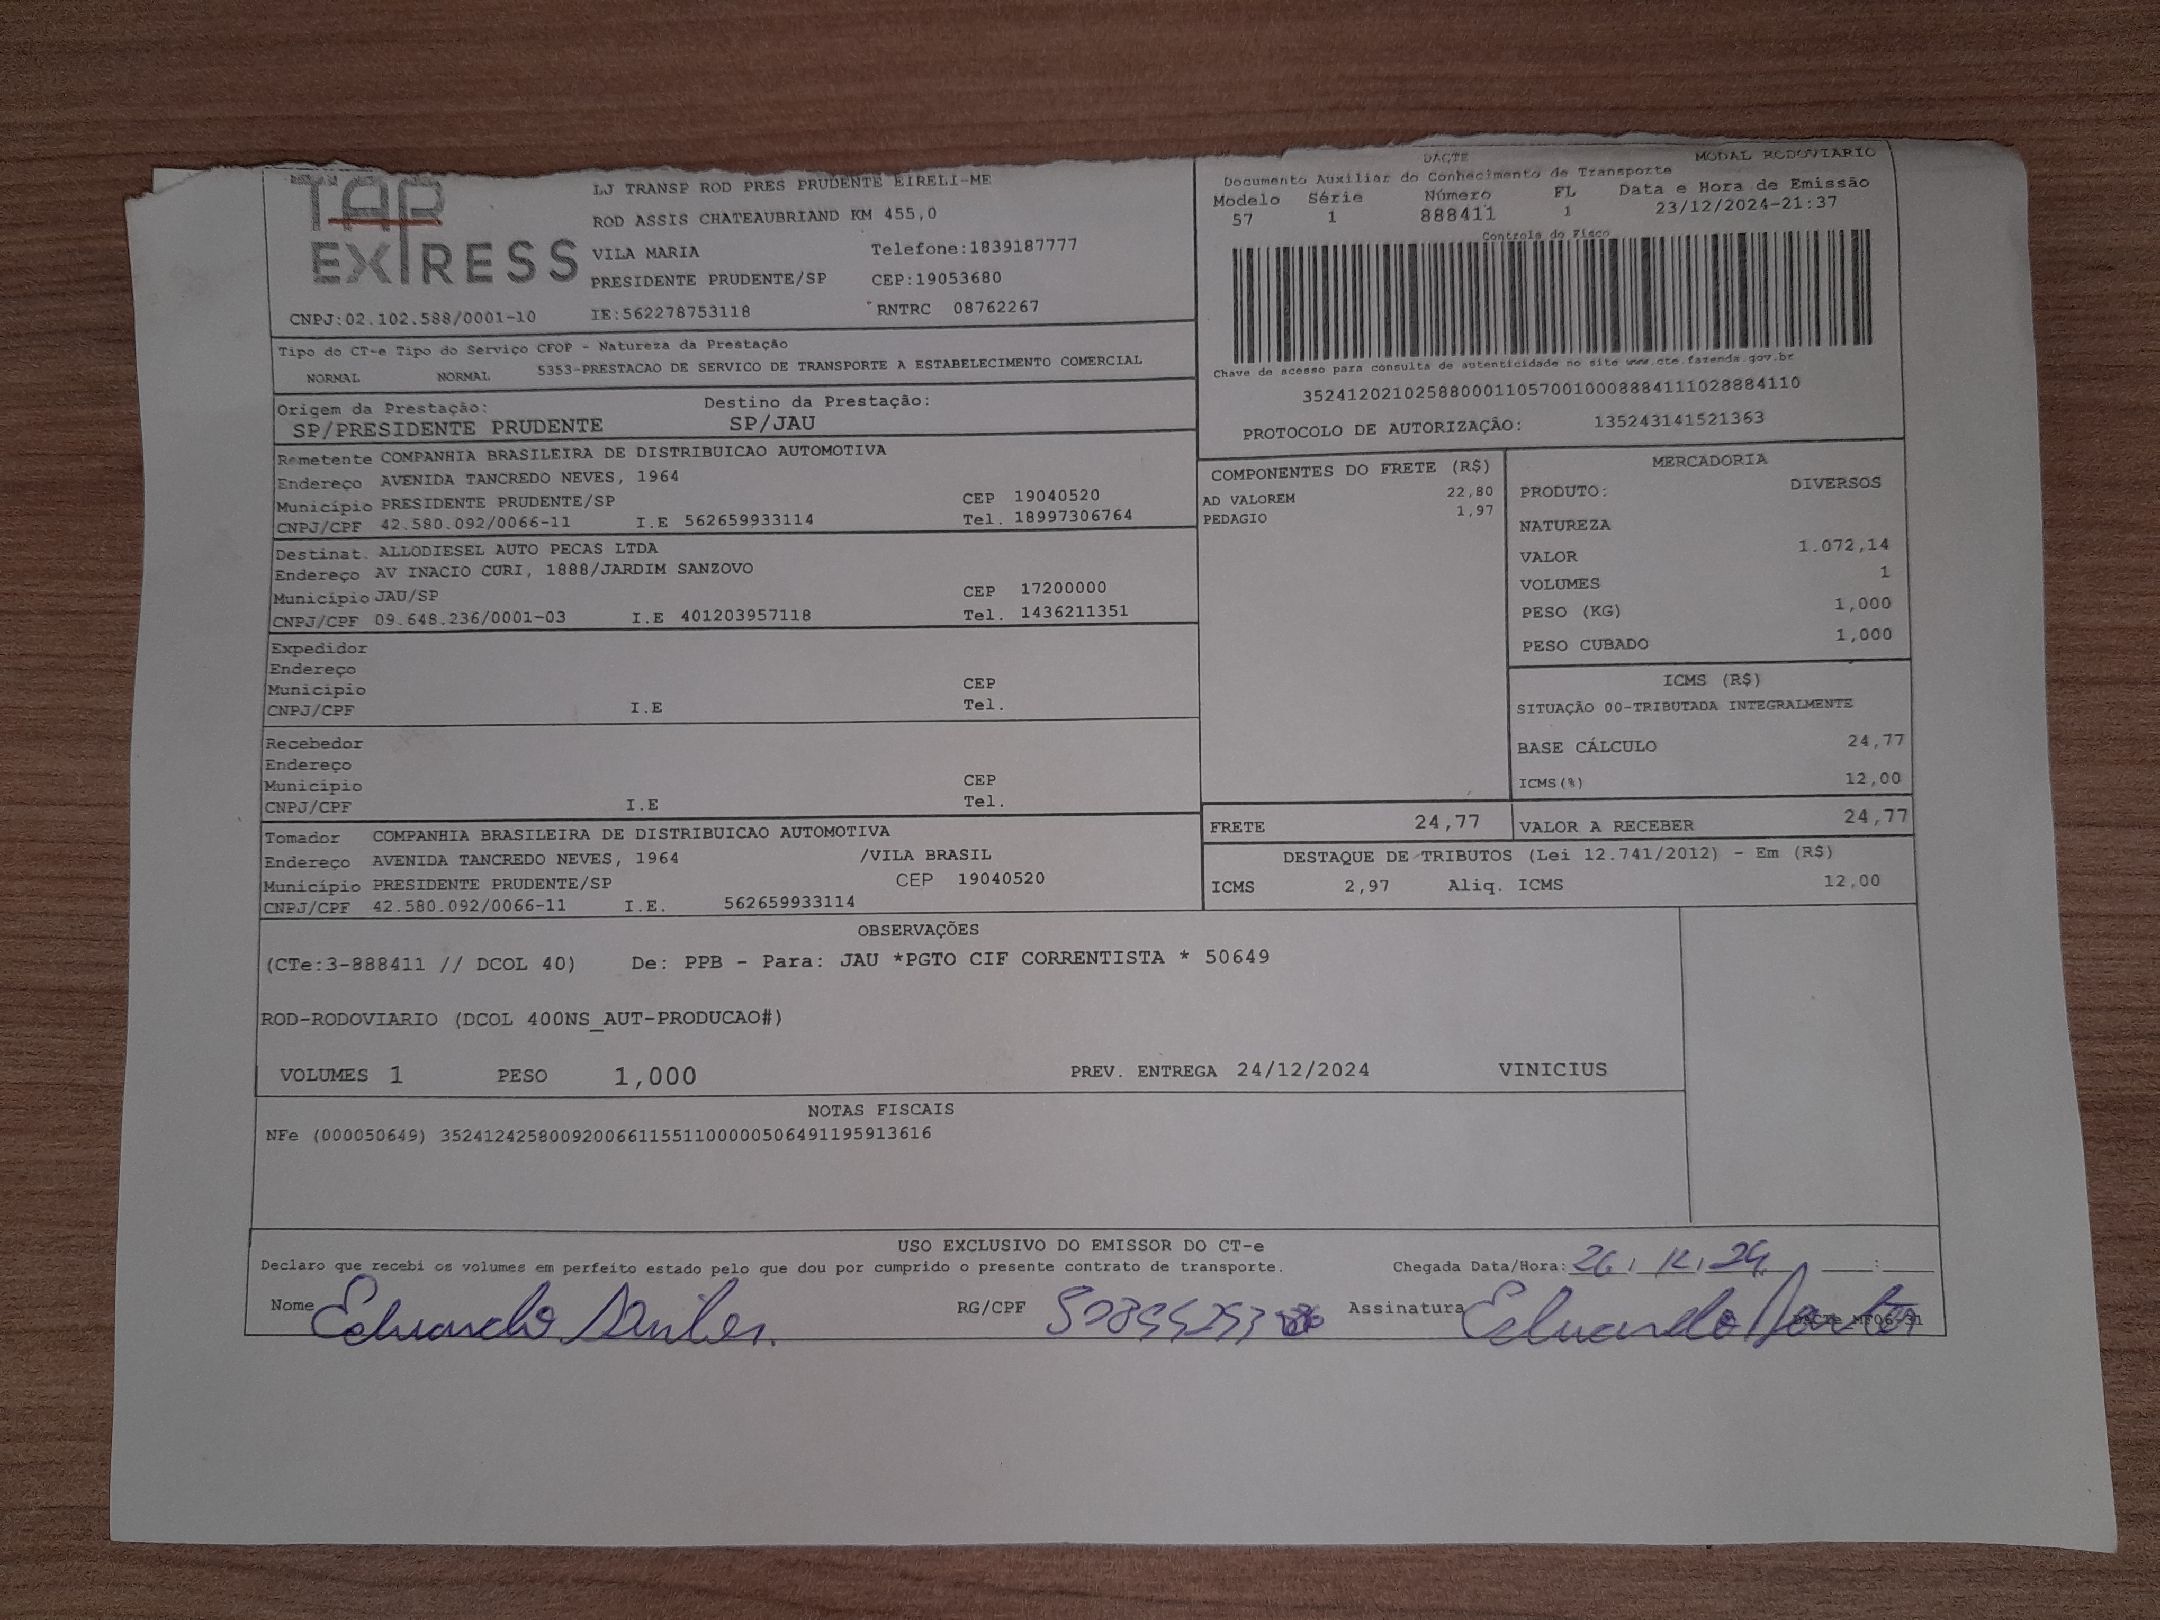 TAR
EXPRESS
CNPJ:02.102.588/0001-10
LJ TRANSP ROD PRES PRUDENTE EIRELI-ME
ROD ASSIS CHATEAUBRIAND KM 455,0
VILA MARIA Telefone:1839187777
PRESIDENTE PRUDENTE/SP CEP:19053680
IE:562278753118 RNTRC 08762267
DACTE MODAL RODOVIARIO
Documento Auxiliar do Conhecimento de Transporte
Modelo Série Número FL Data e Hora de Emissão
57 1 888411 1 23/12/2024-21:37
Controle do Fisco
Chave de acesso para consulta de autenticidade no site www.cte.fazenda.gov.br
35241202102588000110570010008884111028884110
PROTOCOLO DE AUTORIZAÇÃO: 135243141521363
Tipo do CT-e Tipo do Serviço CFOP - Natureza da Prestação
NORMAL NORMAL 5353-PRESTACAO DE SERVICO DE TRANSPORTE A ESTABELECIMENTO COMERCIAL
Origem da Prestação: Destino da Prestação:
SP/PRESIDENTE PRUDENTE SP/JAU
Remetente COMPANHIA BRASILEIRA DE DISTRIBUICAO AUTOMOTIVA
Endereço AVENIDA TANCREDO NEVES, 1964
Município PRESIDENTE PRUDENTE/SP CEP 19040520
CNPJ/CPF 42.580.092/0066-11 I.E 562659933114 Tel. 18997306764
Destinat. ALLODIESEL AUTO PECAS LTDA
Endereço AV INACIO CURI, 1888/JARDIM SANZOVO
Município JAU/SP CEP 17200000
CNPJ/CPF 09.648.236/0001-03 I.E 401203957118 Tel. 1436211351
Expedidor
Endereço
Município CEP
CNPJ/CPF I.E Tel.
Recebedor
Endereço
Município CEP
CNPJ/CPF I.E Tel.
Tomador COMPANHIA BRASILEIRA DE DISTRIBUICAO AUTOMOTIVA
Endereço AVENIDA TANCREDO NEVES, 1964 /VILA BRASIL
Município PRESIDENTE PRUDENTE/SP CEP 19040520
CNPJ/CPF 42.580.092/0066-11 I.E. 562659933114
COMPONENTES DO FRETE (R$)
AD VALOREM 22,80
PEDAGIO 1,97
MERCADORIA
PRODUTO: DIVERSOS
NATUREZA
VALOR 1.072,14
VOLUMES 1
PESO (KG) 1,000
PESO CUBADO 1,000
ICMS (R$)
SITUAÇÃO 00-TRIBUTADA INTEGRALMENTE
BASE CÁLCULO 24,77
ICMS(%) 12,00
FRETE 24,77 VALOR A RECEBER 24,77
DESTAQUE DE TRIBUTOS (Lei 12.741/2012) - Em (R$)
ICMS 2,97 Aliq. ICMS 12,00
OBSERVAÇÕES
(CTe:3-888411 // DCOL 40) De: PPB - Para: JAU *PGTO CIF CORRENTISTA * 50649
ROD-RODOVIARIO (DCOL 400NS_AUT-PRODUCAO#)
VOLUMES 1 PESO 1,000 PREV. ENTREGA 24/12/2024 VINICIUS
NOTAS FISCAIS
NFe (000050649) 35241242580092006611551100000506491195913616
USO EXCLUSIVO DO EMISSOR DO CT-e
Declaro que recebi os volumes em perfeito estado pelo que dou por cumprido o presente contrato de transporte. Chegada Data/Hora: 26.12.24 :
Nome Eduardo RG/CPF Assinatura Eduardo